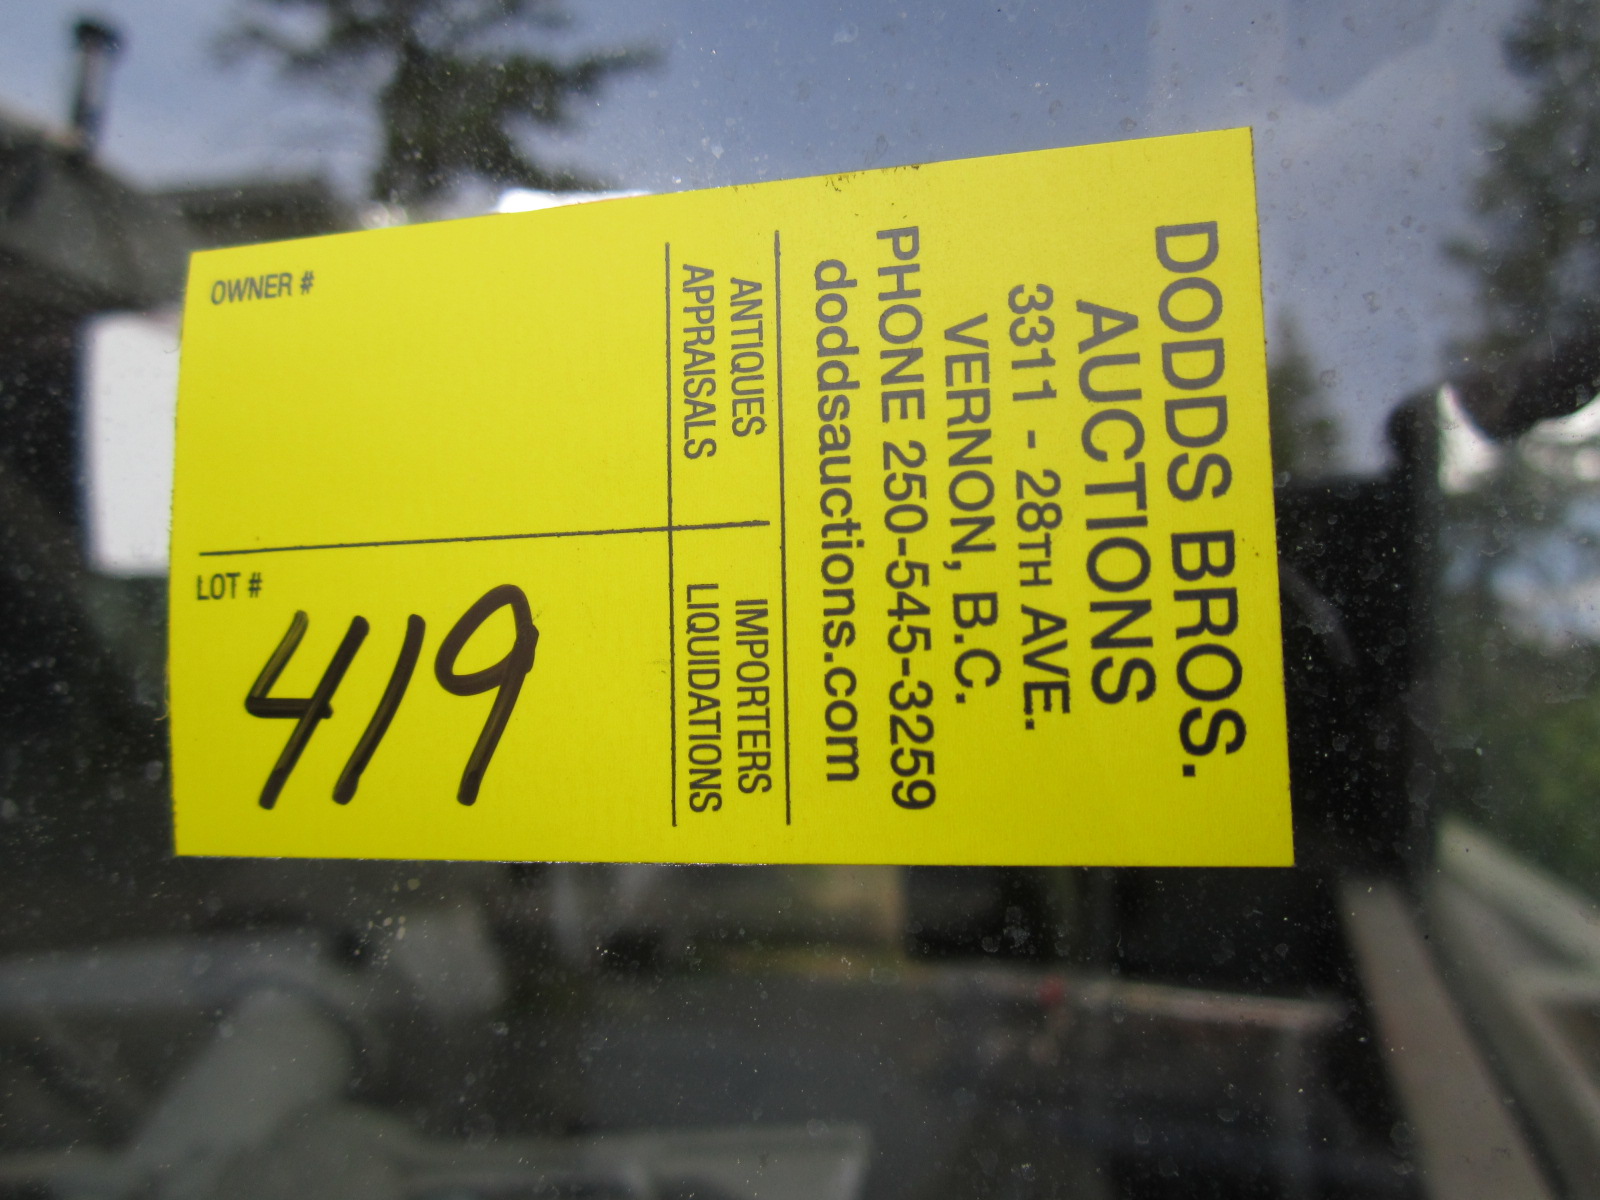 DODDS BROS.
AUCTIONS
3311 - 28TH AVE.
VERNON, B.C.
PHONE 250-545-3259
doddsauctions.com
ANTIQUES
APPRAISALS
IMPORTERS
LIQUIDATIONS
OWNER #
LOT #
419